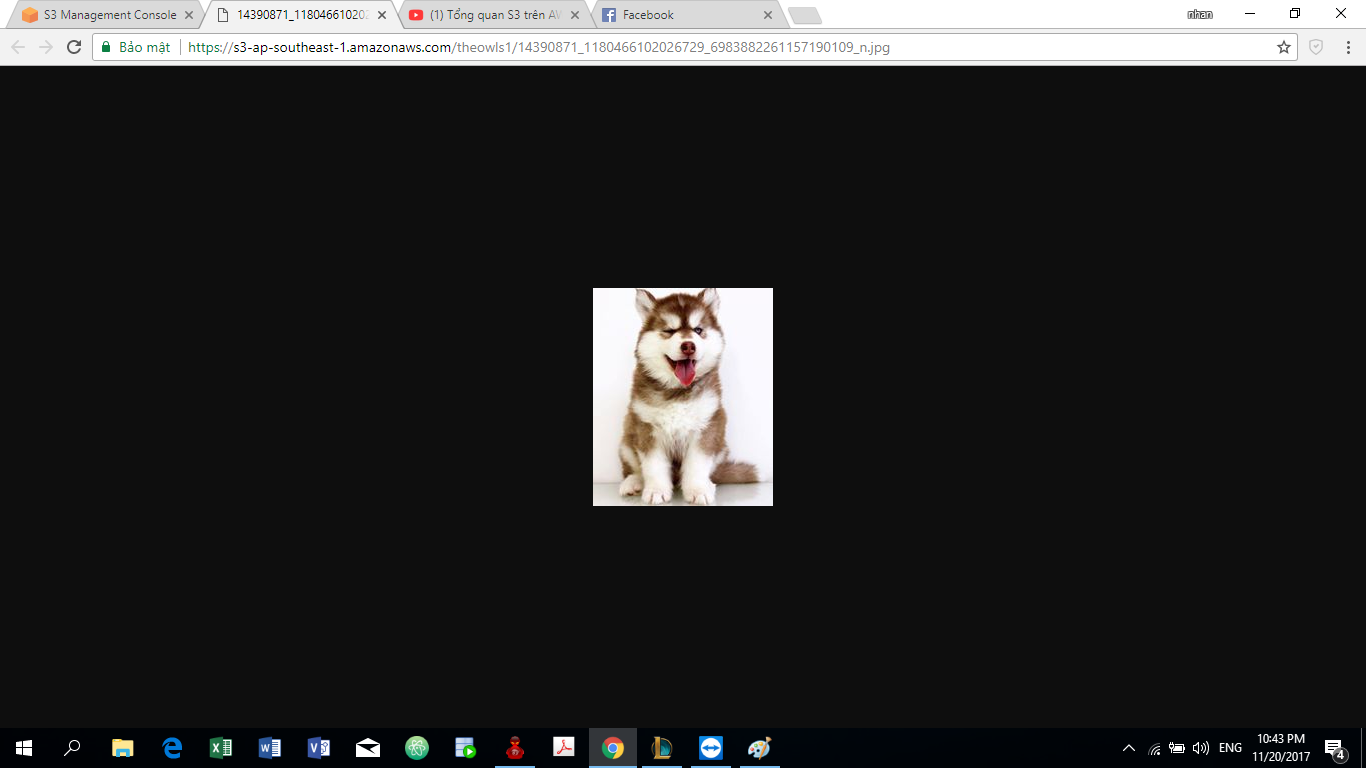 S3 Management Console
14390871_118046610202
(1) Tổng quan S3 trên AW
Facebook
nhan
Bảo mật
https://s3-ap-southeast-1.amazonaws.com/theowls1/14390871_1180466102026729_6983882261157190109_n.jpg
ENG
10:43 PM
11/20/2017
4